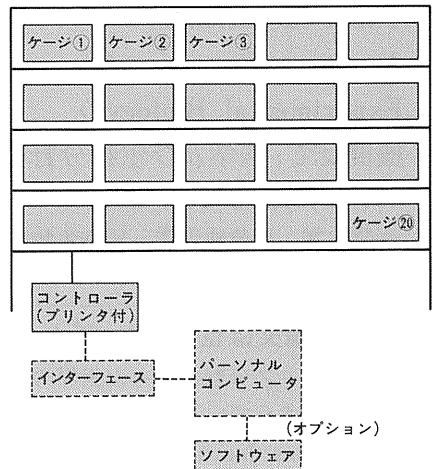 ケージ① ケージ② ケージ③
ケージ⑳
コントローラ
(プリンタ付)
インターフェース
パーソナル
コンピュータ
(オプション)
ソフトウェア